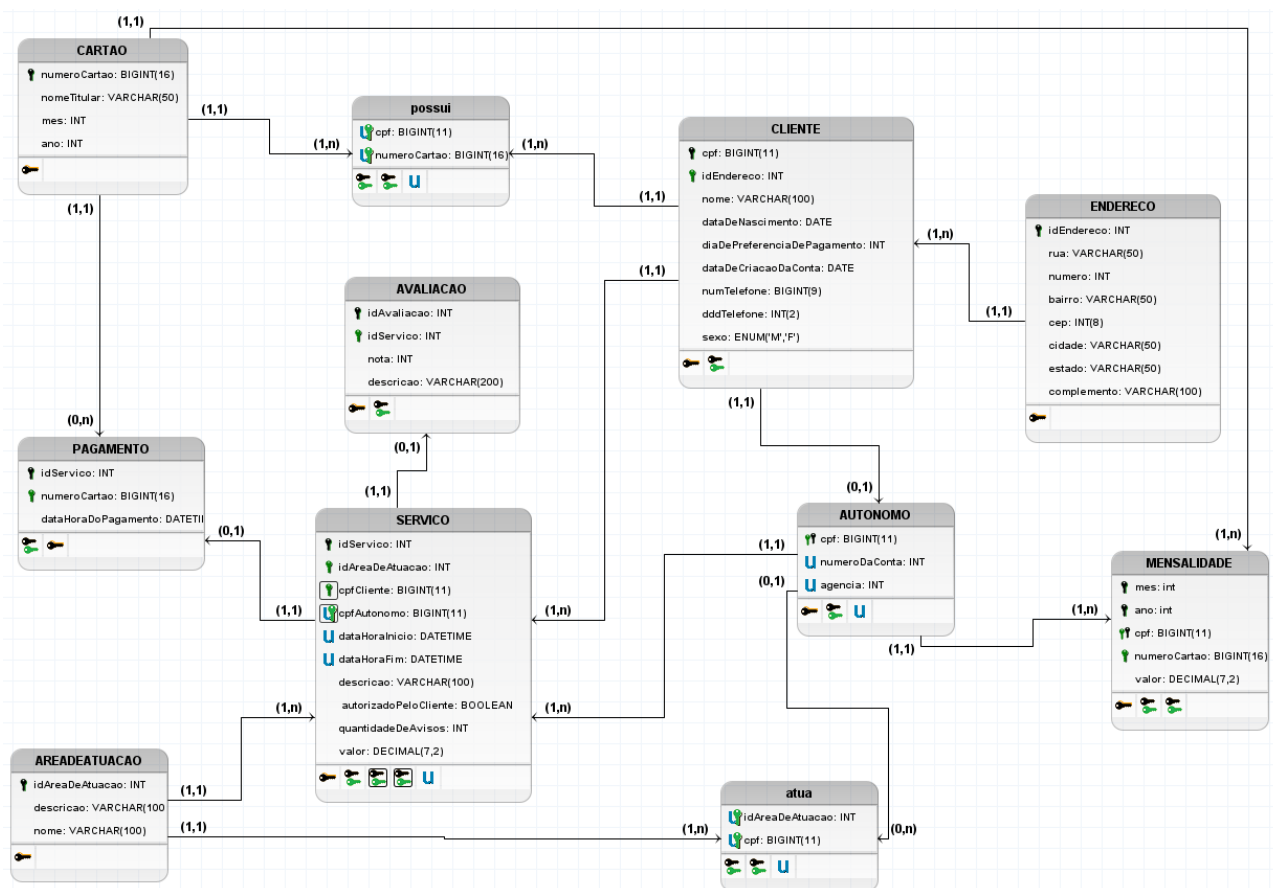 (1,1)
CARTAO
numeroCartao: BIGINT(16)
nomeTitular: VARCHAR(50)
mes: INT
ano: INT
(1,1)
(1,1)
possui
cpf: BIGINT(11)
numeroCartao: BIGINT(16)
U
(1,n)
(1,n)
CLIENTE
cpf: BIGINT(11)
idEndereco: INT
nome: VARCHAR(100)
dataDeNascimento: DATE
diaDePreferenciaDePagamento: INT
dataDeCriacaoDaConta: DATE
numTelefone: BIGINT(9)
dddTelefone: INT(2)
sexo: ENUM('M','F')
(1,1)
(1,1)
(1,n)
(1,1)
ENDERECO
idEndereco: INT
rua: VARCHAR(50)
numero: INT
bairro: VARCHAR(50)
cep: INT(8)
cidade: VARCHAR(50)
estado: VARCHAR(50)
complemento: VARCHAR(100)
(1,1)
AVALIACAO
idAvaliacao: INT
idServico: INT
nota: INT
descricao: VARCHAR(200)
(0,1)
(1,1)
(0,n)
PAGAMENTO
idServico: INT
numeroCartao: BIGINT(16)
dataHoraDoPagamento: DATETI
(0,1)
(1,1)
SERVICO
idServico: INT
idAreaDeAtuacao: INT
cpfCliente: BIGINT(11)
U cpfAutonomo: BIGINT(11)
U dataHoraInicio: DATETIME
U dataHoraFim: DATETIME
descricao: VARCHAR(100)
autorizadoPeloCliente: BOOLEAN
quantidadeDeAvisos: INT
valor: DECIMAL(7,2)
U
(1,n)
(1,n)
(1,n)
(0,1)
AUTONOMO
cpf: BIGINT(11)
U numeroDaConta: INT
U agencia: INT
U
(1,1)
(0,1)
(1,1)
(1,n)
(1,n)
MENSALIDADE
mes: int
ano: int
cpf: BIGINT(11)
numeroCartao: BIGINT(16)
valor: DECIMAL(7,2)
AREADEATUACAO
idAreaDeAtuacao: INT
descricao: VARCHAR(100
nome: VARCHAR(100)
(1,1)
(1,1)
(1,n)
(0,n)
atua
U idAreaDeAtuacao: INT
U cpf: BIGINT(11)
U